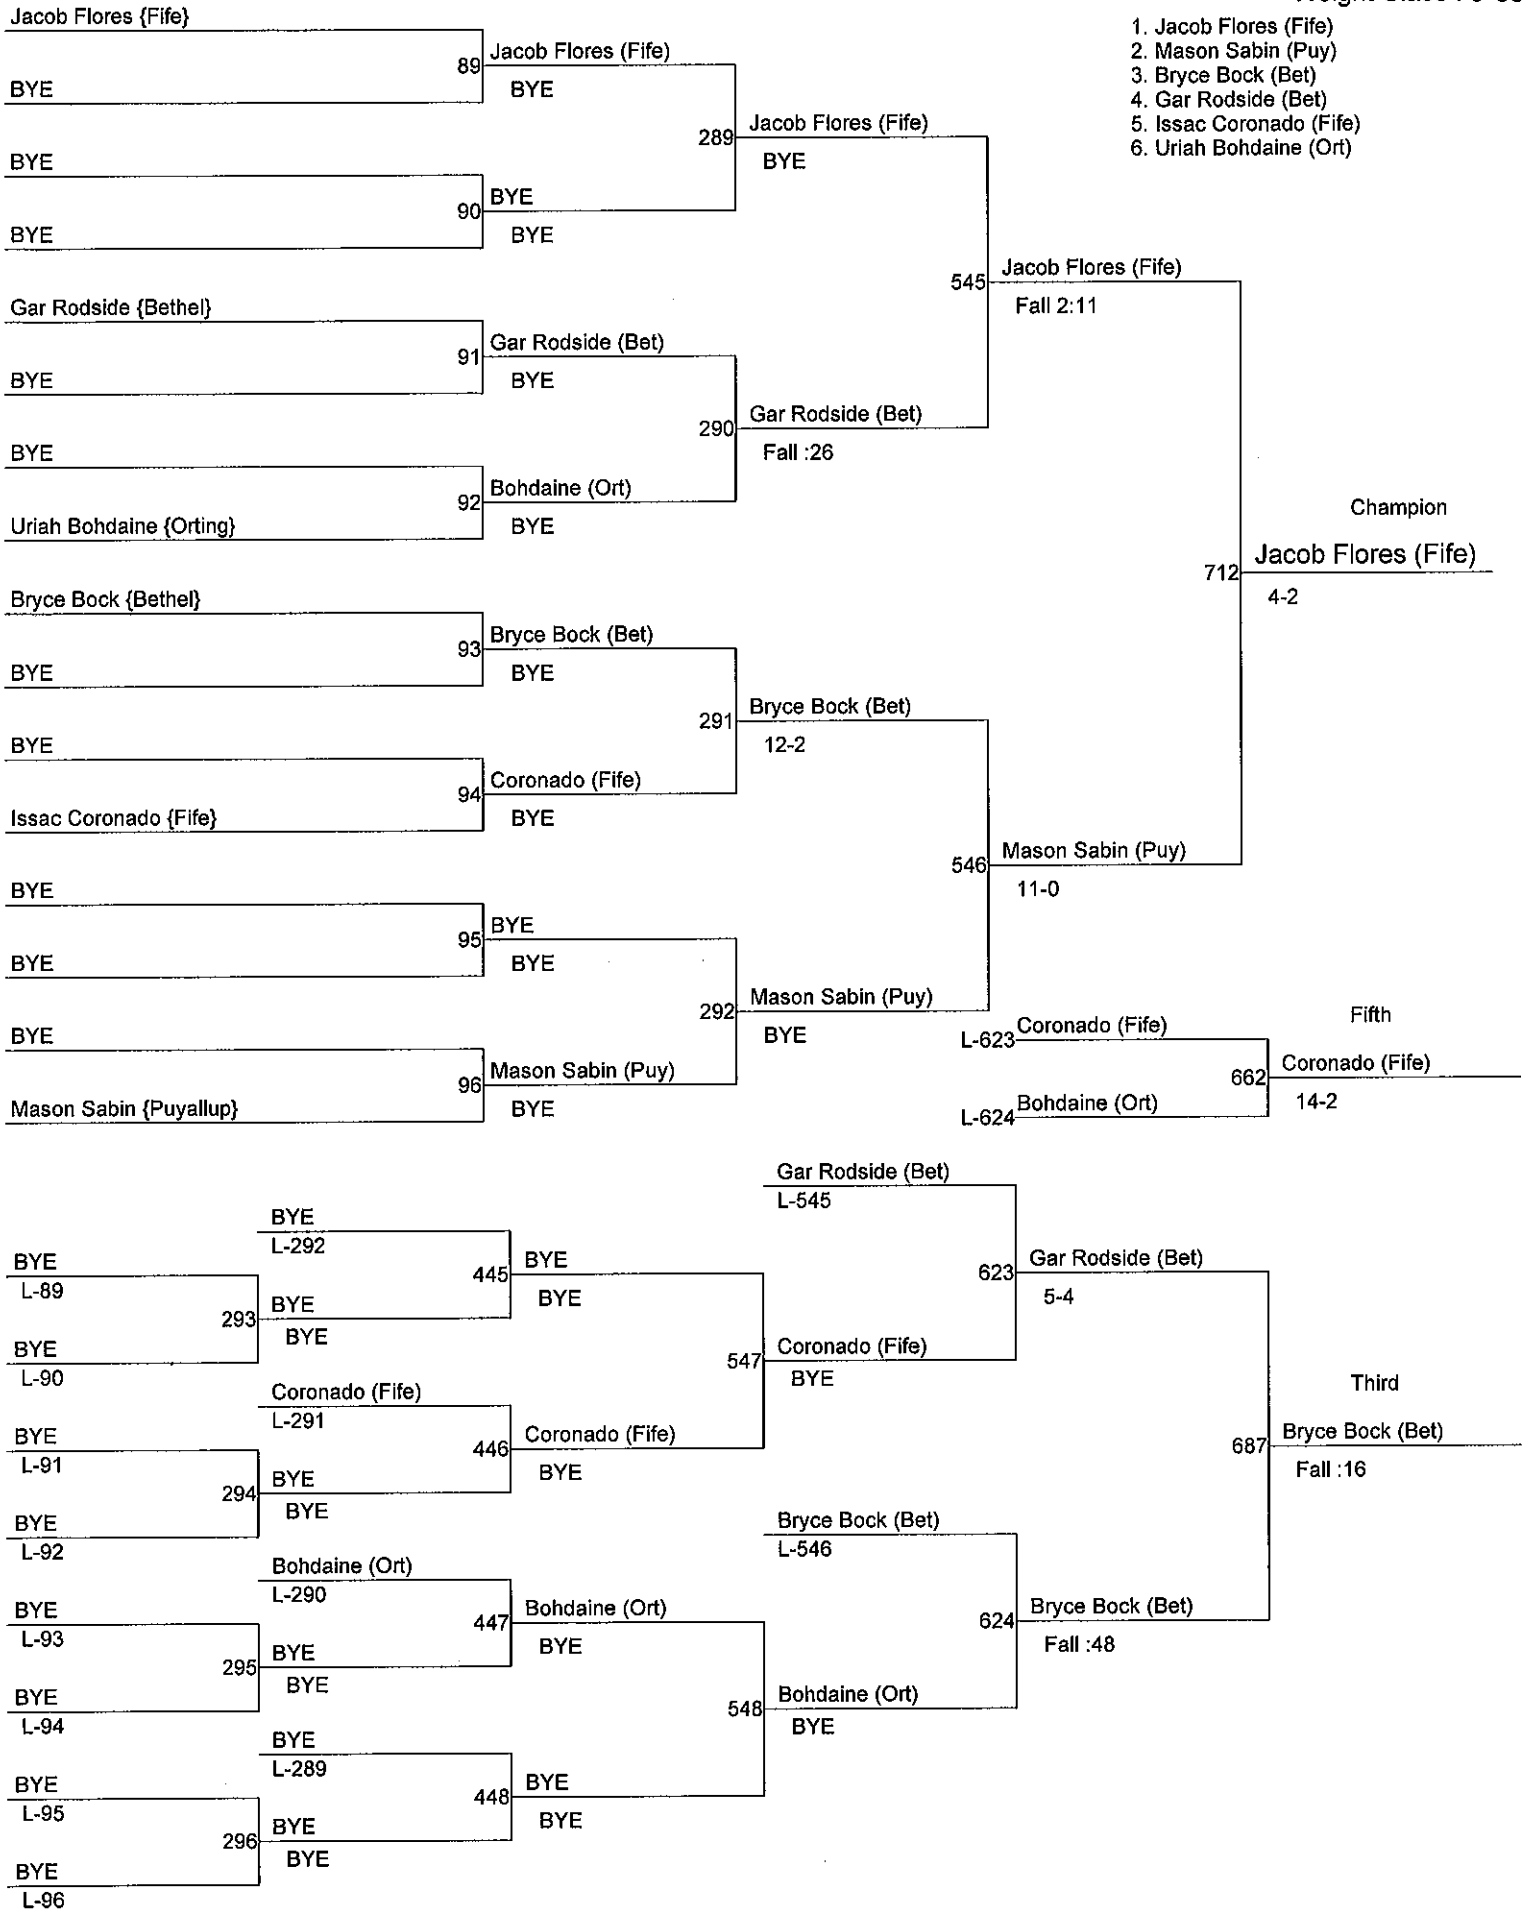 Jacob Flores {Fife}
89
Jacob Flores (Fife)
BYE
BYE
289
Jacob Flores (Fife)
BYE
BYE
90
BYE
BYE
BYE
545
Jacob Flores (Fife)
Fall 2:11
Gar Rodside {Bethel}
91
Gar Rodside (Bet)
BYE
BYE
290
Gar Rodside (Bet)
Fall :26
BYE
92
Bohdaine (Ort)
BYE
Uriah Bohdaine {Orting}
Champion
712
Jacob Flores (Fife)
4-2
Bryce Bock {Bethel}
93
Bryce Bock (Bet)
BYE
BYE
291
Bryce Bock (Bet)
12-2
BYE
94
Coronado (Fife)
BYE
Issac Coronado {Fife}
546
Mason Sabin (Puy)
11-0
BYE
95
BYE
BYE
BYE
292
Mason Sabin (Puy)
BYE
BYE
96
Mason Sabin (Puy)
BYE
Mason Sabin {Puyallup}
1. Jacob Flores (Fife)
2. Mason Sabin (Puy)
3. Bryce Bock (Bet)
4. Gar Rodside (Bet)
5. Issac Coronado (Fife)
6. Uriah Bohdaine (Ort)
Fifth
L-623
Coronado (Fife)
662
Coronado (Fife)
14-2
L-624
Bohdaine (Ort)
Gar Rodside (Bet)
L-545
BYE
L-292
BYE
L-89
445
BYE
BYE
623
Gar Rodside (Bet)
5-4
293
BYE
BYE
BYE
L-90
547
Coronado (Fife)
BYE
Coronado (Fife)
L-291
BYE
L-91
446
Coronado (Fife)
BYE
294
BYE
BYE
BYE
L-92
Third
687
Bryce Bock (Bet)
Fall :16
Bryce Bock (Bet)
L-546
Bohdaine (Ort)
L-290
BYE
L-93
447
Bohdaine (Ort)
BYE
624
Bryce Bock (Bet)
Fall :48
295
BYE
BYE
BYE
L-94
548
Bohdaine (Ort)
BYE
BYE
L-289
BYE
L-95
448
BYE
BYE
296
BYE
BYE
BYE
L-96